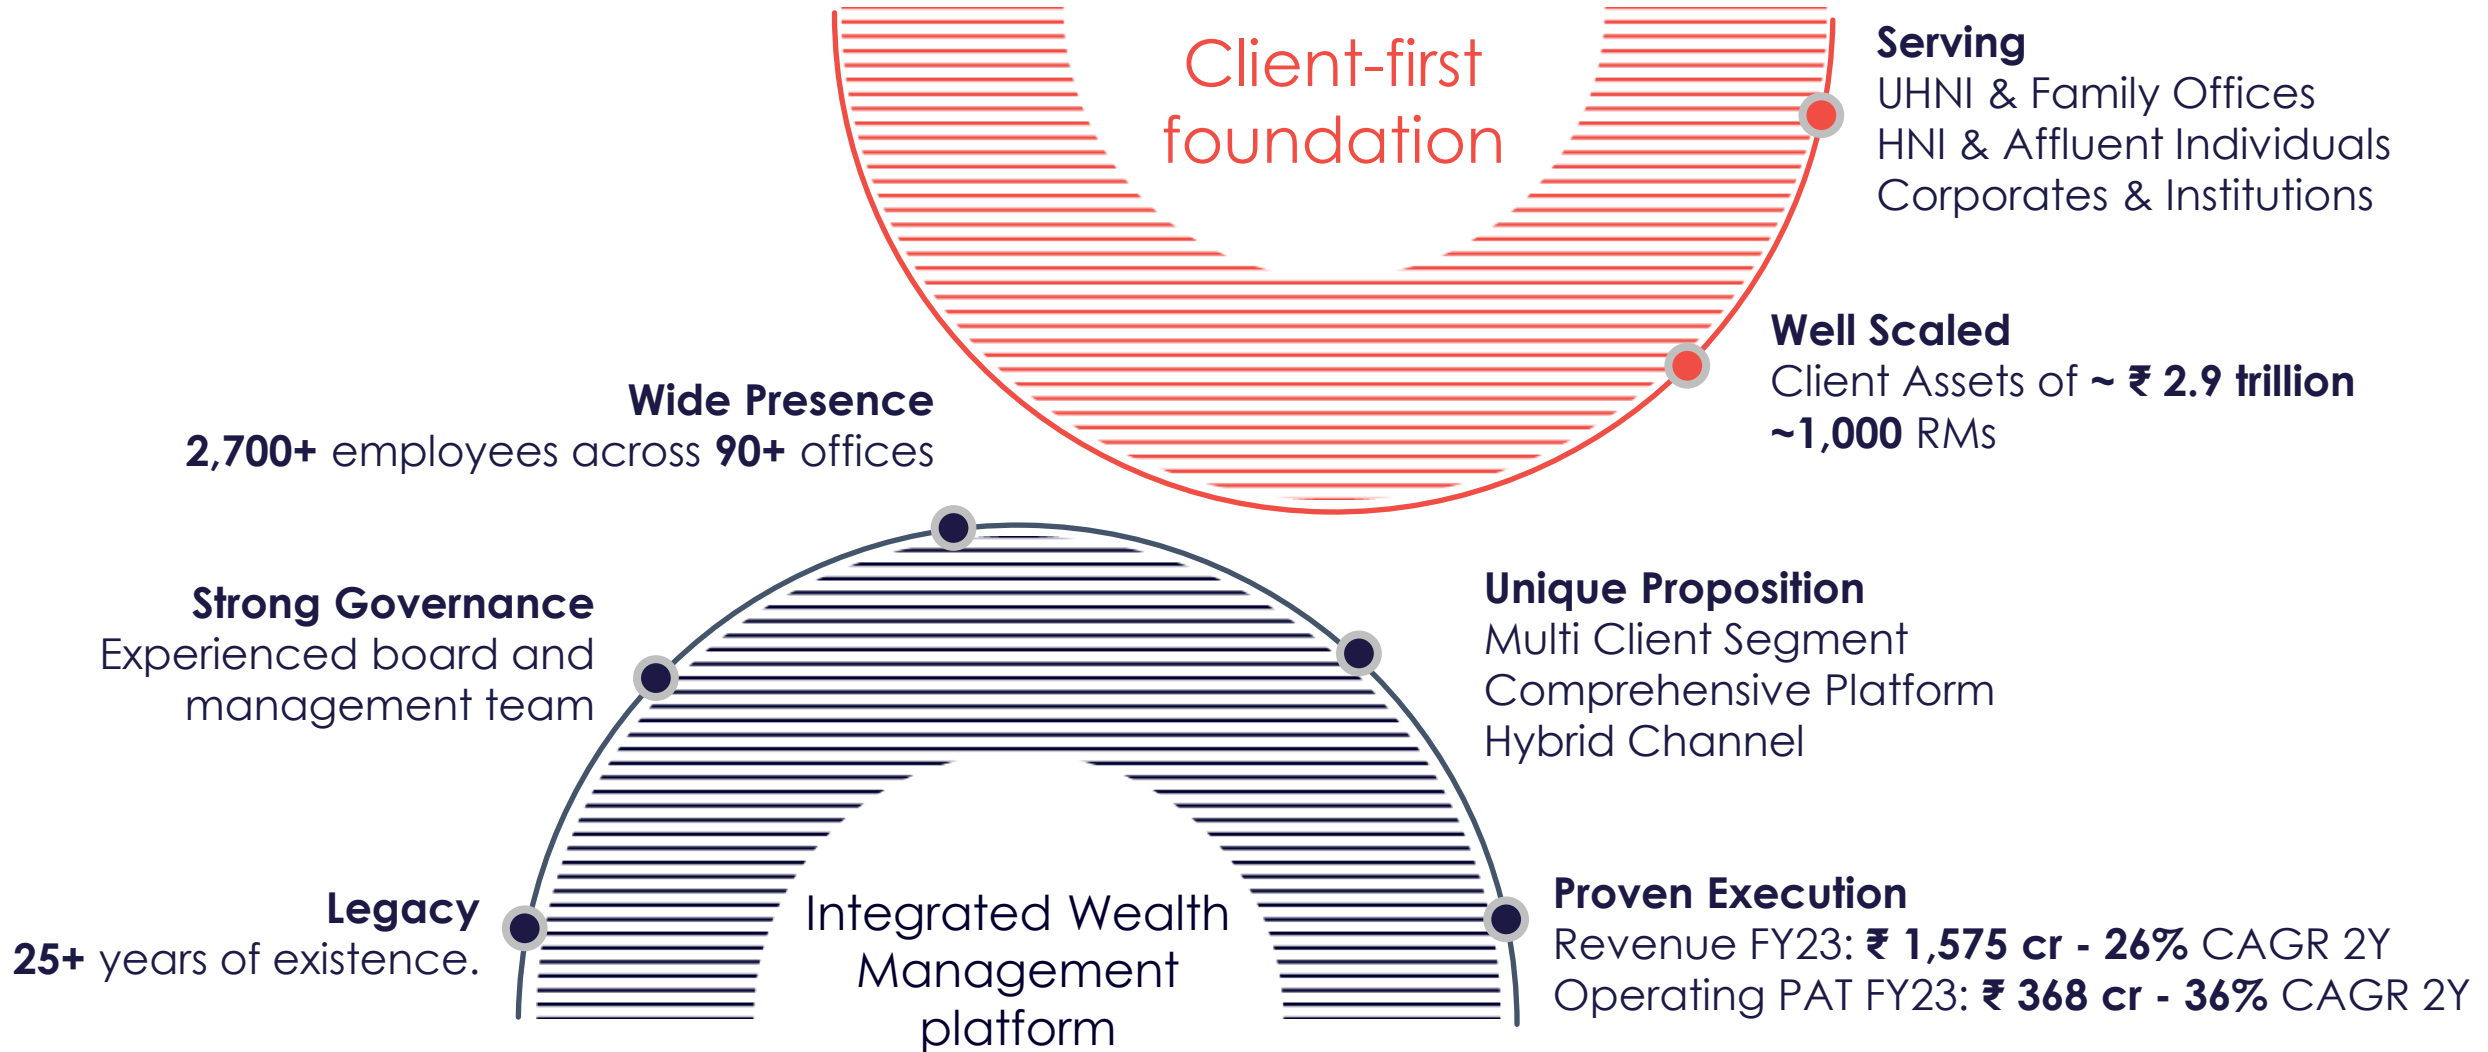 Client-first
foundation
Serving
UHNI & Family Offices
HNI & Affluent Individuals
Corporates & Institutions
Well Scaled
Client Assets of ~ ₹ 2.9 trillion
~1,000 RMs
Wide Presence
2,700+ employees across 90+ offices
Strong Governance
Experienced board and
management team
Legacy
25+ years of existence.
Integrated Wealth
Management
platform
Unique Proposition
Multi Client Segment
Comprehensive Platform
Hybrid Channel
Proven Execution
Revenue FY23: ₹ 1,575 cr - 26% CAGR 2Y
Operating PAT FY23: ₹ 368 cr - 36% CAGR 2Y